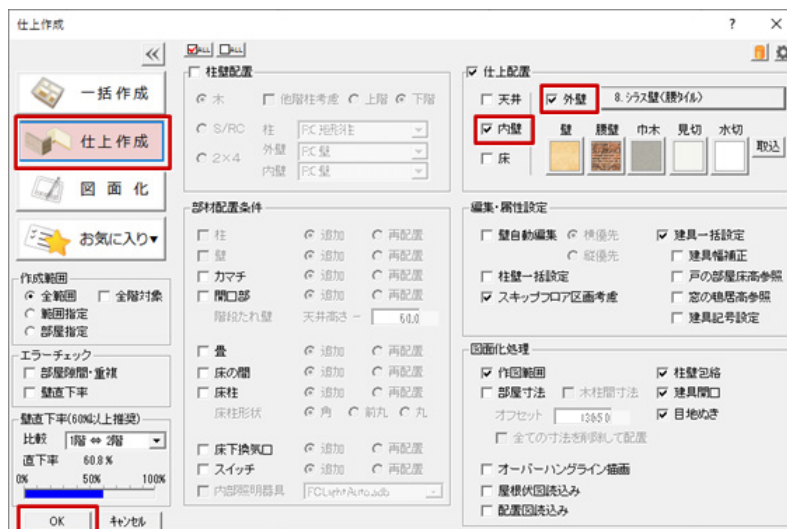 仕上作成
ALL ALL
一括作成
仕上作成
図面化
お気に入り▼
作成範囲
全範囲 全階対象
範囲指定
部屋指定
エラーチェック
部屋隙間・重複
壁直下率
壁直下率(60%以上推奨)
比較 1階 ⇔ 2階
直下率 60.8%
0% 50% 100%
OK キャンセル
柱壁配置
木 他階柱考慮 上階 下階
S/RC 柱 RC 矩形柱
2×4 外壁 RC 壁
内壁 RC 壁
部材配置条件
柱 追加 再配置
壁 追加 再配置
カマチ 追加 再配置
開口部 追加 再配置
階段たれ壁 天井高さ － 60.0
畳 追加 再配置
床の間 追加 再配置
床柱 追加 再配置
床柱形状 角 前丸 丸
床下換気口 追加 再配置
スイッチ 追加 再配置
内部照明器具 FCLightAuto.sdb
仕上配置
天井 外壁 8.シラス壁(腰タイル)
内壁 壁 腰壁 巾木 見切 水切
床 取込
編集・属性設定
壁自動編集 横優先 建具一括設定
縦優先 建具幅補正
柱壁一括設定 戸の部屋床高参照
スキップフロア区画考慮 窓の鴨居高参照
建具記号設定
図面化処理
作図範囲 柱壁包絡
部屋寸法 木柱間寸法 建具開口
オフセット 1365.0 目地ぬき
全ての寸法を削除して配置
オーバーハングライン描画
屋根伏図読込み
配置図読込み